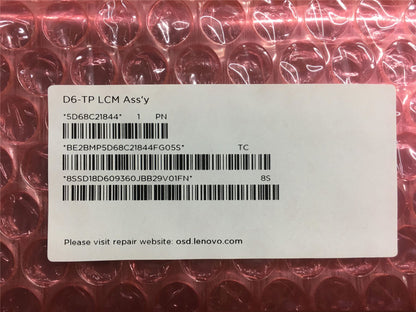 D6-TP LCM Ass'y
*5D68C21844* 1 PN
*BE2BMP5D68C21844FG05S* TC
*8SSD18D609360JBB29V01FN* 8S
Please visit repair website: osd.lenovo.com